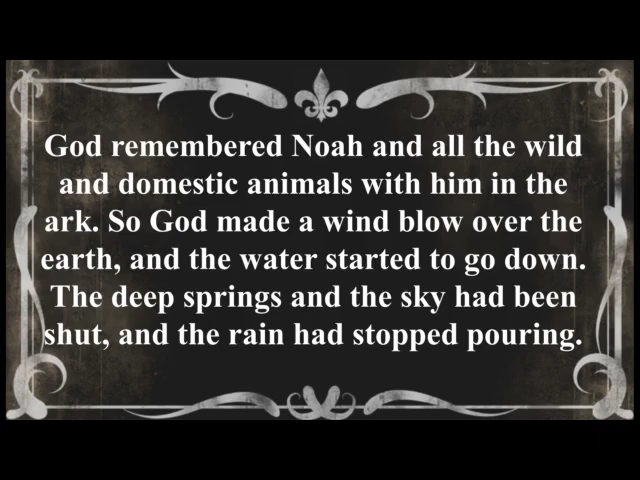 God remembered Noah and all the wild
and domestic animals with him in the
ark. So God made a wind blow over the
earth, and the water started to go down.
The deep springs and the sky had been
shut, and the rain had stopped pouring.